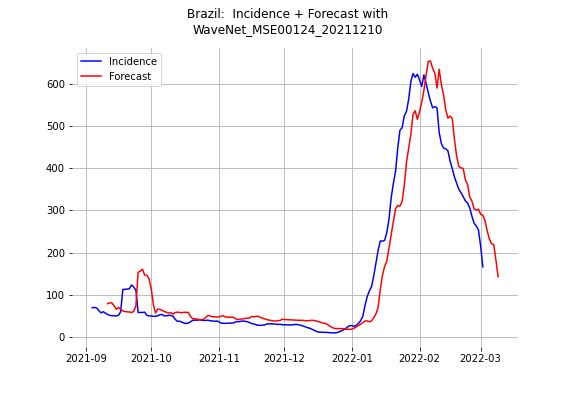 Brazil:  Incidence + Forecast with
WaveNet_MSE00124_20211210
Incidence
Forecast
600
500
400
300
200
100
0
2021-09 2021-10 2021-11 2021-12 2022-01 2022-02 2022-03